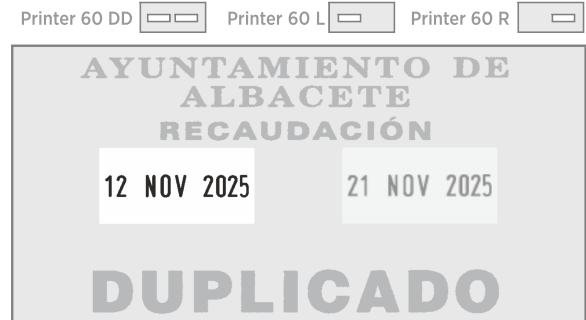 Printer 60 DD Printer 60 L Printer 60 R
AYUNTAMIENTO DE
ALBACETE
RECAUDACIÓN
12 NOV 2025 21 NOV 2025
DUPLICADO